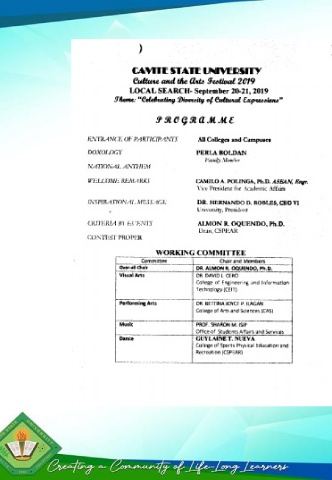 )
CAVITE STATE UNIVERSITY
Culture and the Arts Festival 2019
LOCAL SEARCH- September 20-21, 2019
Theme: "Celebrating Diversity of Cultural Expressions"
PROGRAMME
ENTRANCE OF PARTICIPANTS All Colleges and Campuses
DOXOLOGY PERLA ROLDAN
Faculty Member
NATIONAL ANTHEM
WELCOME REMARKS CAMILO A. POLINGA, Ph.D. ASEAN, Engr.
Vice President for Academic Affairs
INSPIRATIONAL MESSAGE DR. HERNANDO D. ROBLES, CEO VI
University President
CRITERIA BY EVENTS ALMON R. OQUENDO, Ph.D.
Dean, CSPEAR
CONTEST PROPER
WORKING COMMITTEE
Committee Chair and Members
Over-all Chair DR. ALMON R. OQUENDO, Ph.D.
Visual Arts DR. DAVID L. CERO
College of Engineering and Information
Technology (CEIT)
Performing Arts DR. BETTINA JOYCE P. ILAGAN
College of Arts and Sciences (CAS)
Music PROF. SHARON M. ISIP
Office of Students Affairs and Services
Dance GUYLAINE T. NUEVA
College of Sports Physical Education and
Recreation (CSPEAR)
Creating a Community of Life-Long Learners